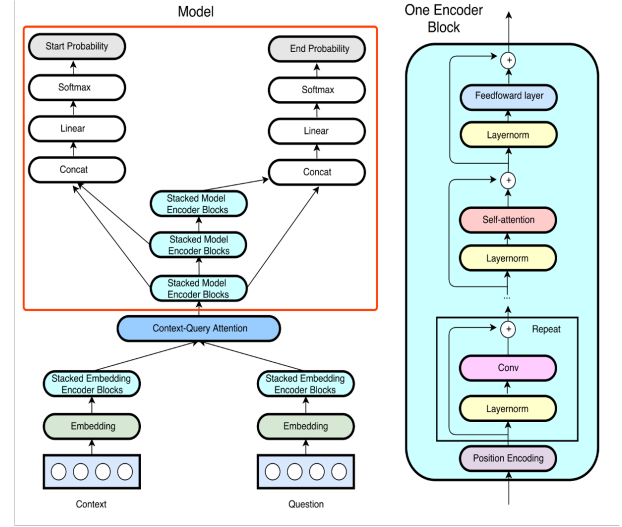 Model
Start Probability
Softmax
Linear
Concat
End Probability
Softmax
Linear
Concat
Stacked Model
Encoder Blocks
Stacked Model
Encoder Blocks
Stacked Model
Encoder Blocks
Context-Query Attention
Stacked Embedding
Encoder Blocks
Stacked Embedding
Encoder Blocks
Embedding
Embedding
Context
Question
One Encoder
Block
+
Feedfoward layer
Layernorm
+
Self-attention
Layernorm
...
+
Repeat
Conv
Layernorm
Position Encoding